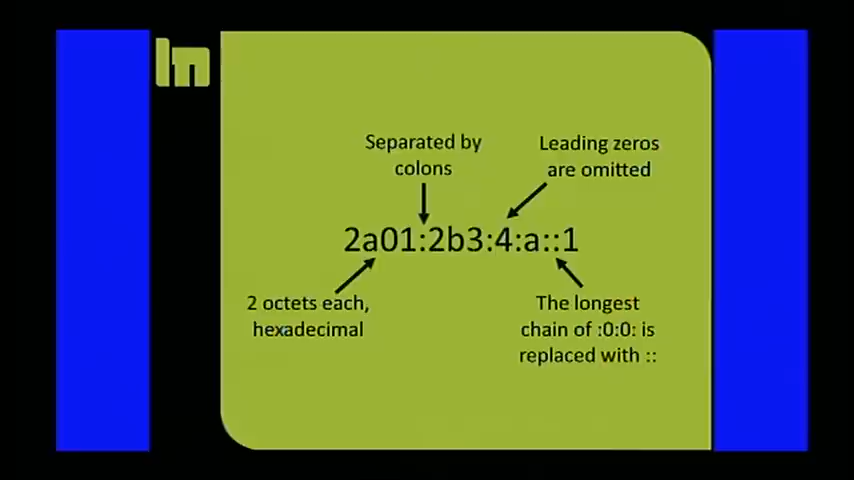 Separated by
colons
Leading zeros
are omitted
2a01:2b3:4:a::1
2 octets each,
hexadecimal
The longest
chain of :0:0: is
replaced with ::